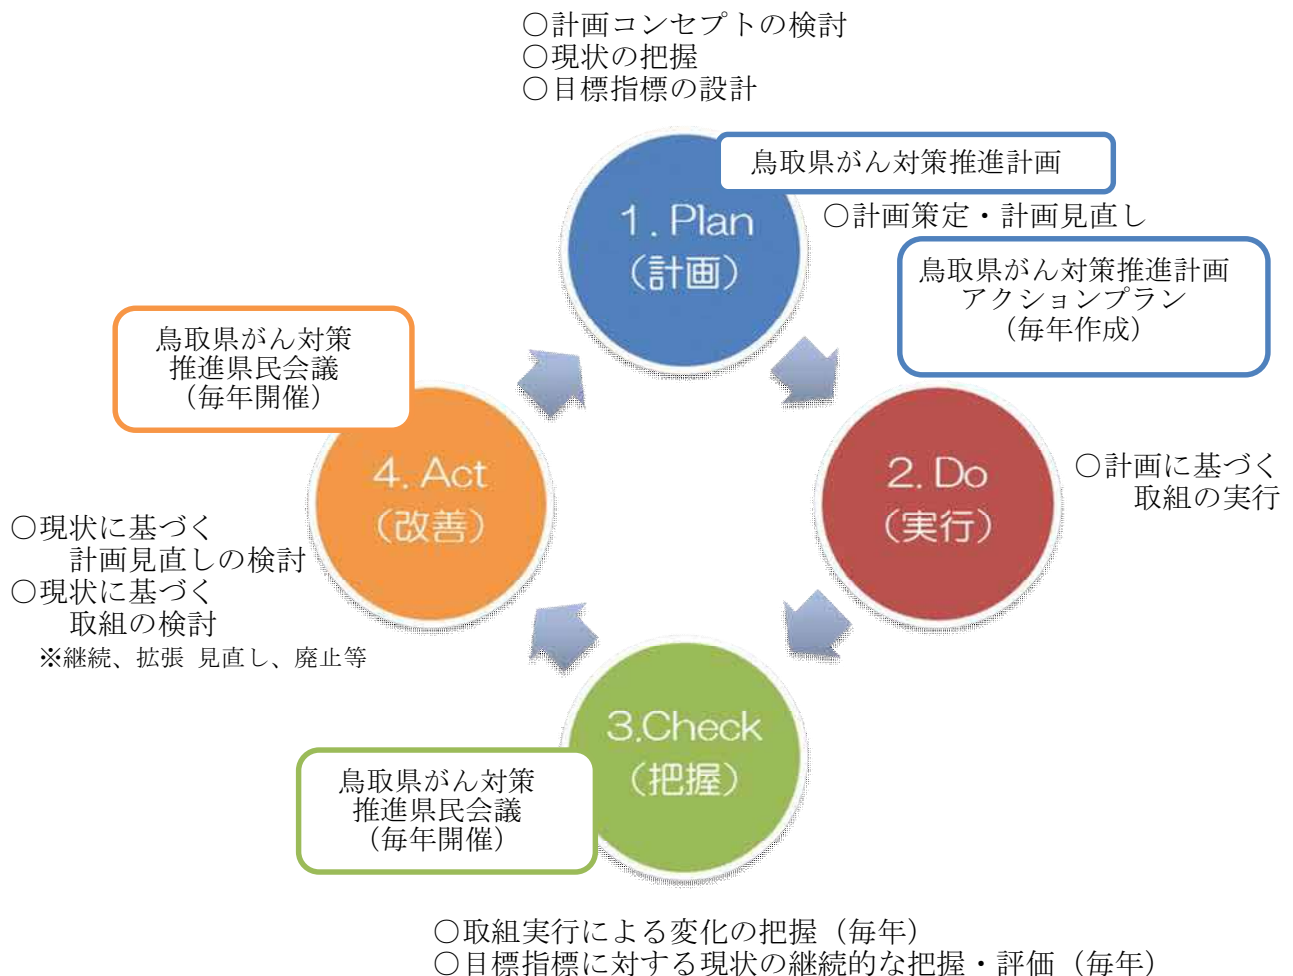 ○計画コンセプトの検討
○現状の把握
○目標指標の設計
鳥取県がん対策推進計画
1. Plan
（計画）
○計画策定・計画見直し
鳥取県がん対策推進計画
アクションプラン
（毎年作成）
2. Do
（実行）
○計画に基づく
取組の実行
3.Check
（把握）
鳥取県がん対策
推進県民会議
（毎年開催）
○取組実行による変化の把握（毎年）
○目標指標に対する現状の継続的な把握・評価（毎年）
鳥取県がん対策
推進県民会議
（毎年開催）
4. Act
（改善）
○現状に基づく
計画見直しの検討
○現状に基づく
取組の検討
※継続、拡張 見直し、廃止等